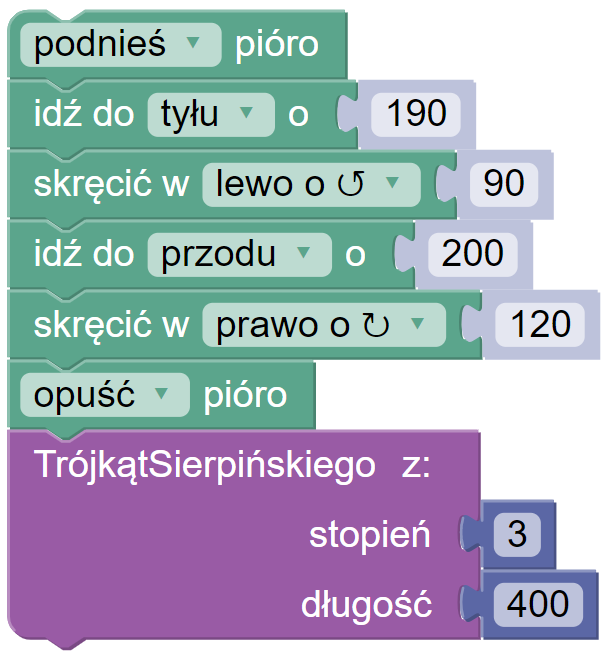 podnieś ▼ pióro
idź do tyłu ▼ o 190
skręcić w lewo o ↺ ▼ 90
idź do przodu ▼ o 200
skręcić w prawo o ↻ ▼ 120
opuść ▼ pióro
TrójkątSierpińskiego z:
stopień 3
długość 400